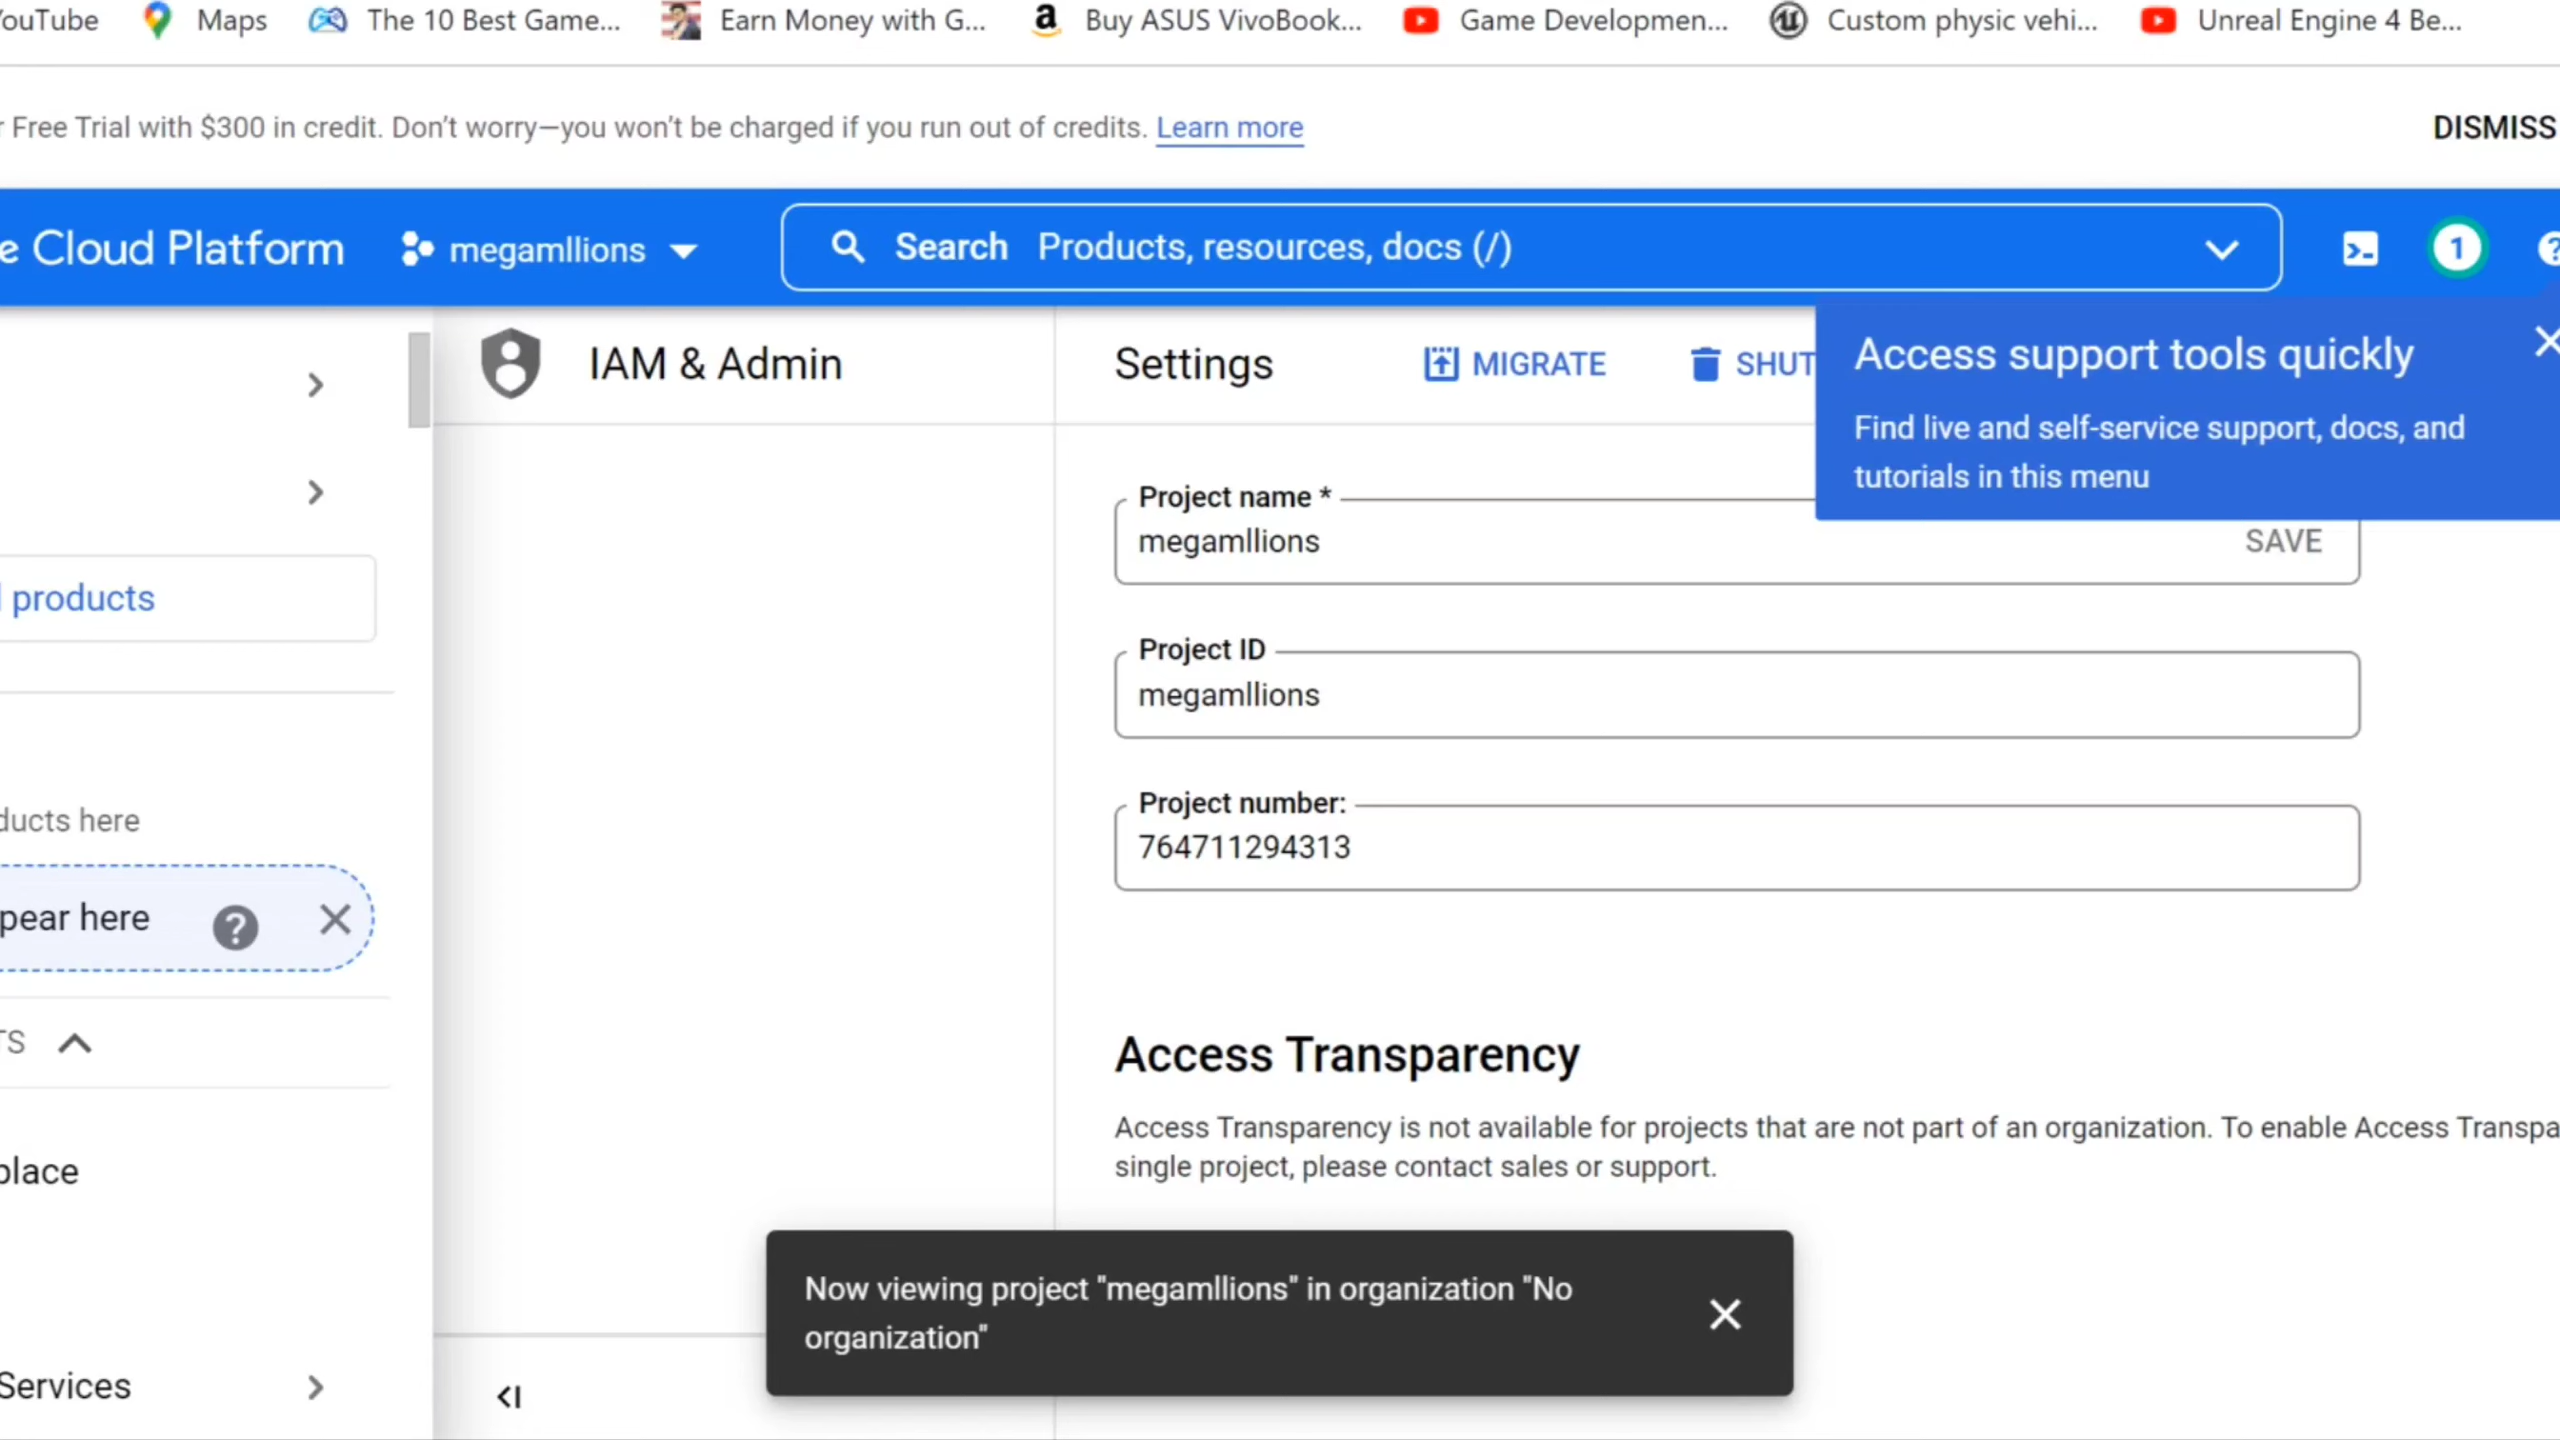 YouTube
Maps
The 10 Best Game...
Earn Money with G...
Buy ASUS VivoBook...
Game Developmen...
Custom physic vehi...
Unreal Engine 4 Be...
Free Trial with $300 in credit. Don't worry—you won't be charged if you run out of credits. Learn more
DISMISS
e Cloud Platform
megamllions
Search Products, resources, docs (/)
1
IAM & Admin
Settings
MIGRATE
SHUT
Access support tools quickly
Find live and self-service support, docs, and
tutorials in this menu
Project name *
megamllions
SAVE
products
Project ID
megamllions
Project number:
764711294313
ducts here
pear here
TS
place
Services
Access Transparency
Access Transparency is not available for projects that are not part of an organization. To enable Access Transpa
single project, please contact sales or support.
Now viewing project "megamllions" in organization "No
organization"